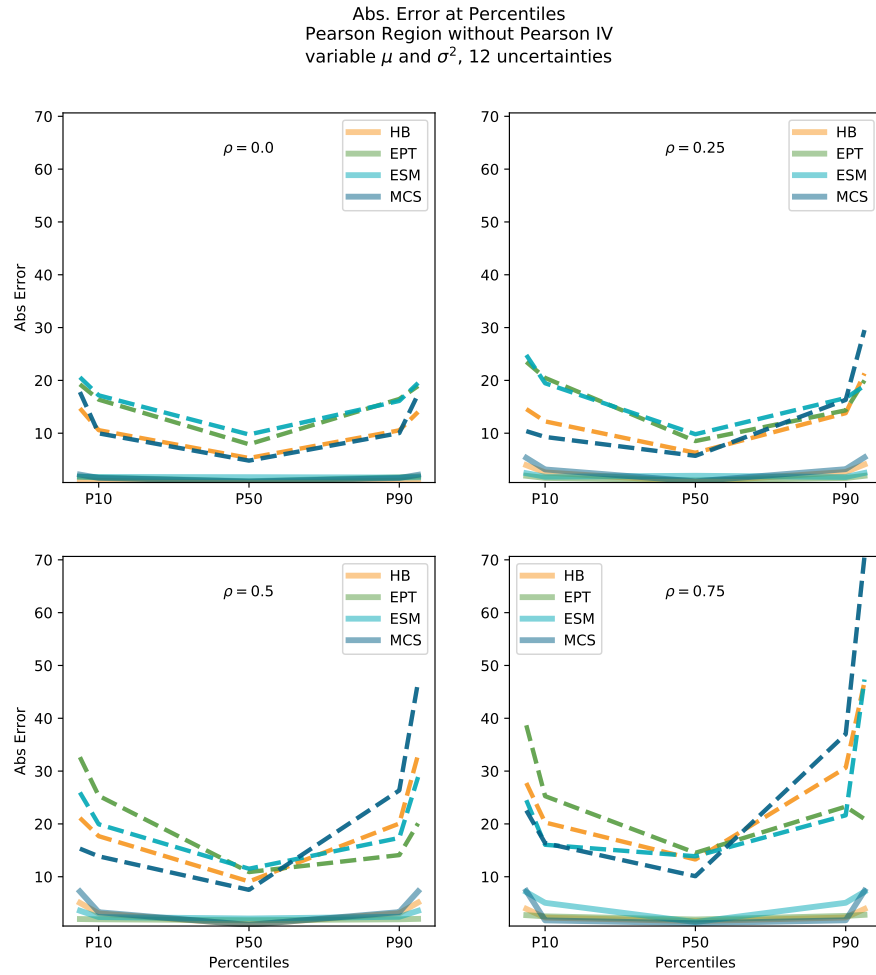 Abs. Error at Percentiles
Pearson Region without Pearson IV
variable μ and σ², 12 uncertainties
70
60
50
40
30
20
10
Abs Error
ρ = 0.0
HB
EPT
ESM
MCS
P10
P50
P90
70
60
50
40
30
20
10
ρ = 0.25
HB
EPT
ESM
MCS
P10
P50
P90
70
60
50
40
30
20
10
Abs Error
ρ = 0.5
HB
EPT
ESM
MCS
P10
P50
P90
Percentiles
70
60
50
40
30
20
10
HB
EPT
ESM
MCS
ρ = 0.75
P10
P50
P90
Percentiles